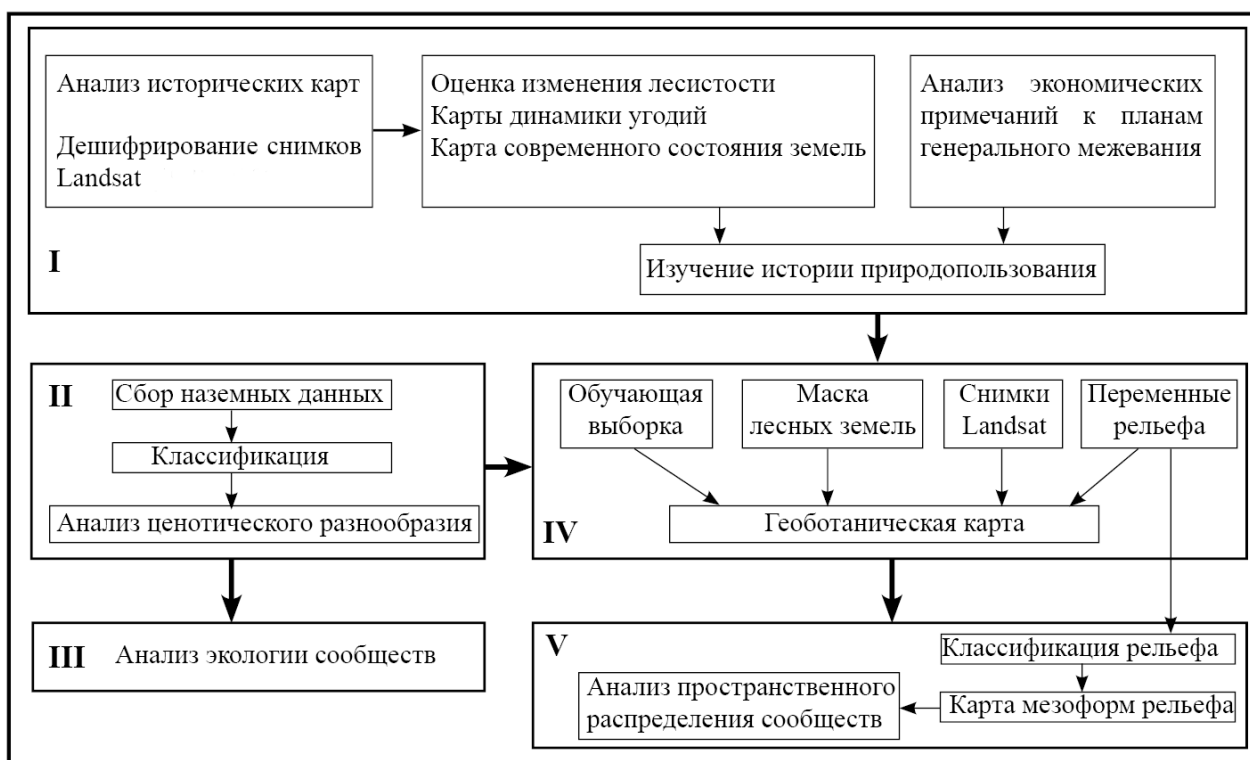 Анализ исторических карт
Дешифрирование снимков
Landsat
Оценка изменения лесистости
Карты динамики угодий
Карта современного состояния земель
Анализ экономических
примечаний к планам
генерального межевания
I
Изучение истории природопользования
II
Сбор наземных данных
Классификация
Анализ ценотического разнообразия
Обучающая
выборка
Маска
лесных земель
Снимки
Landsat
Переменные
рельефа
IV
Геоботаническая карта
III
Анализ экологии сообществ
V
Классификация рельефа
Карта мезоформ рельефа
Анализ пространственного
распределения сообществ